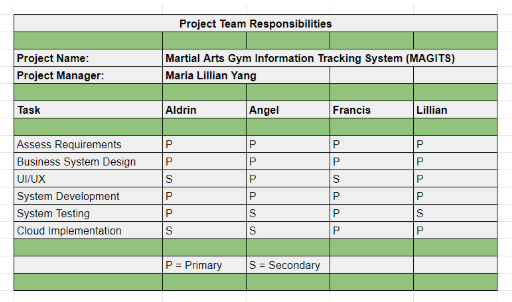 Project Team Responsibilities
Project Name: Martial Arts Gym Information Tracking System (MAGITS)
Project Manager: Maria Lillian Yang
Task Aldrin Angel Francis Lillian
Assess Requirements P P P P
Business System Design P P P P
UI/UX S P S P
System Development P P P P
System Testing P S P S
Cloud Implementation S S P P
P = Primary S = Secondary